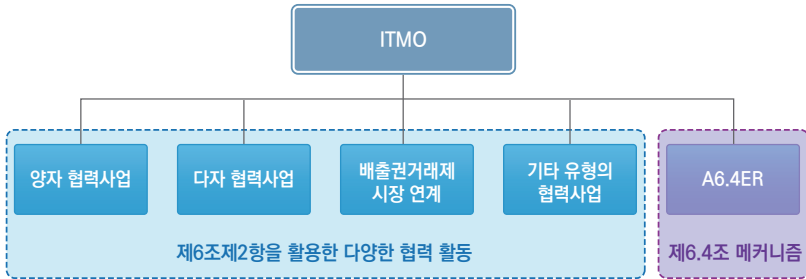 ITMO
양자 협력사업
다자 협력사업
배출권거래제
시장 연계
기타 유형의
협력사업
A6.4ER
제6조제2항을 활용한 다양한 협력 활동
제6.4조 메커니즘